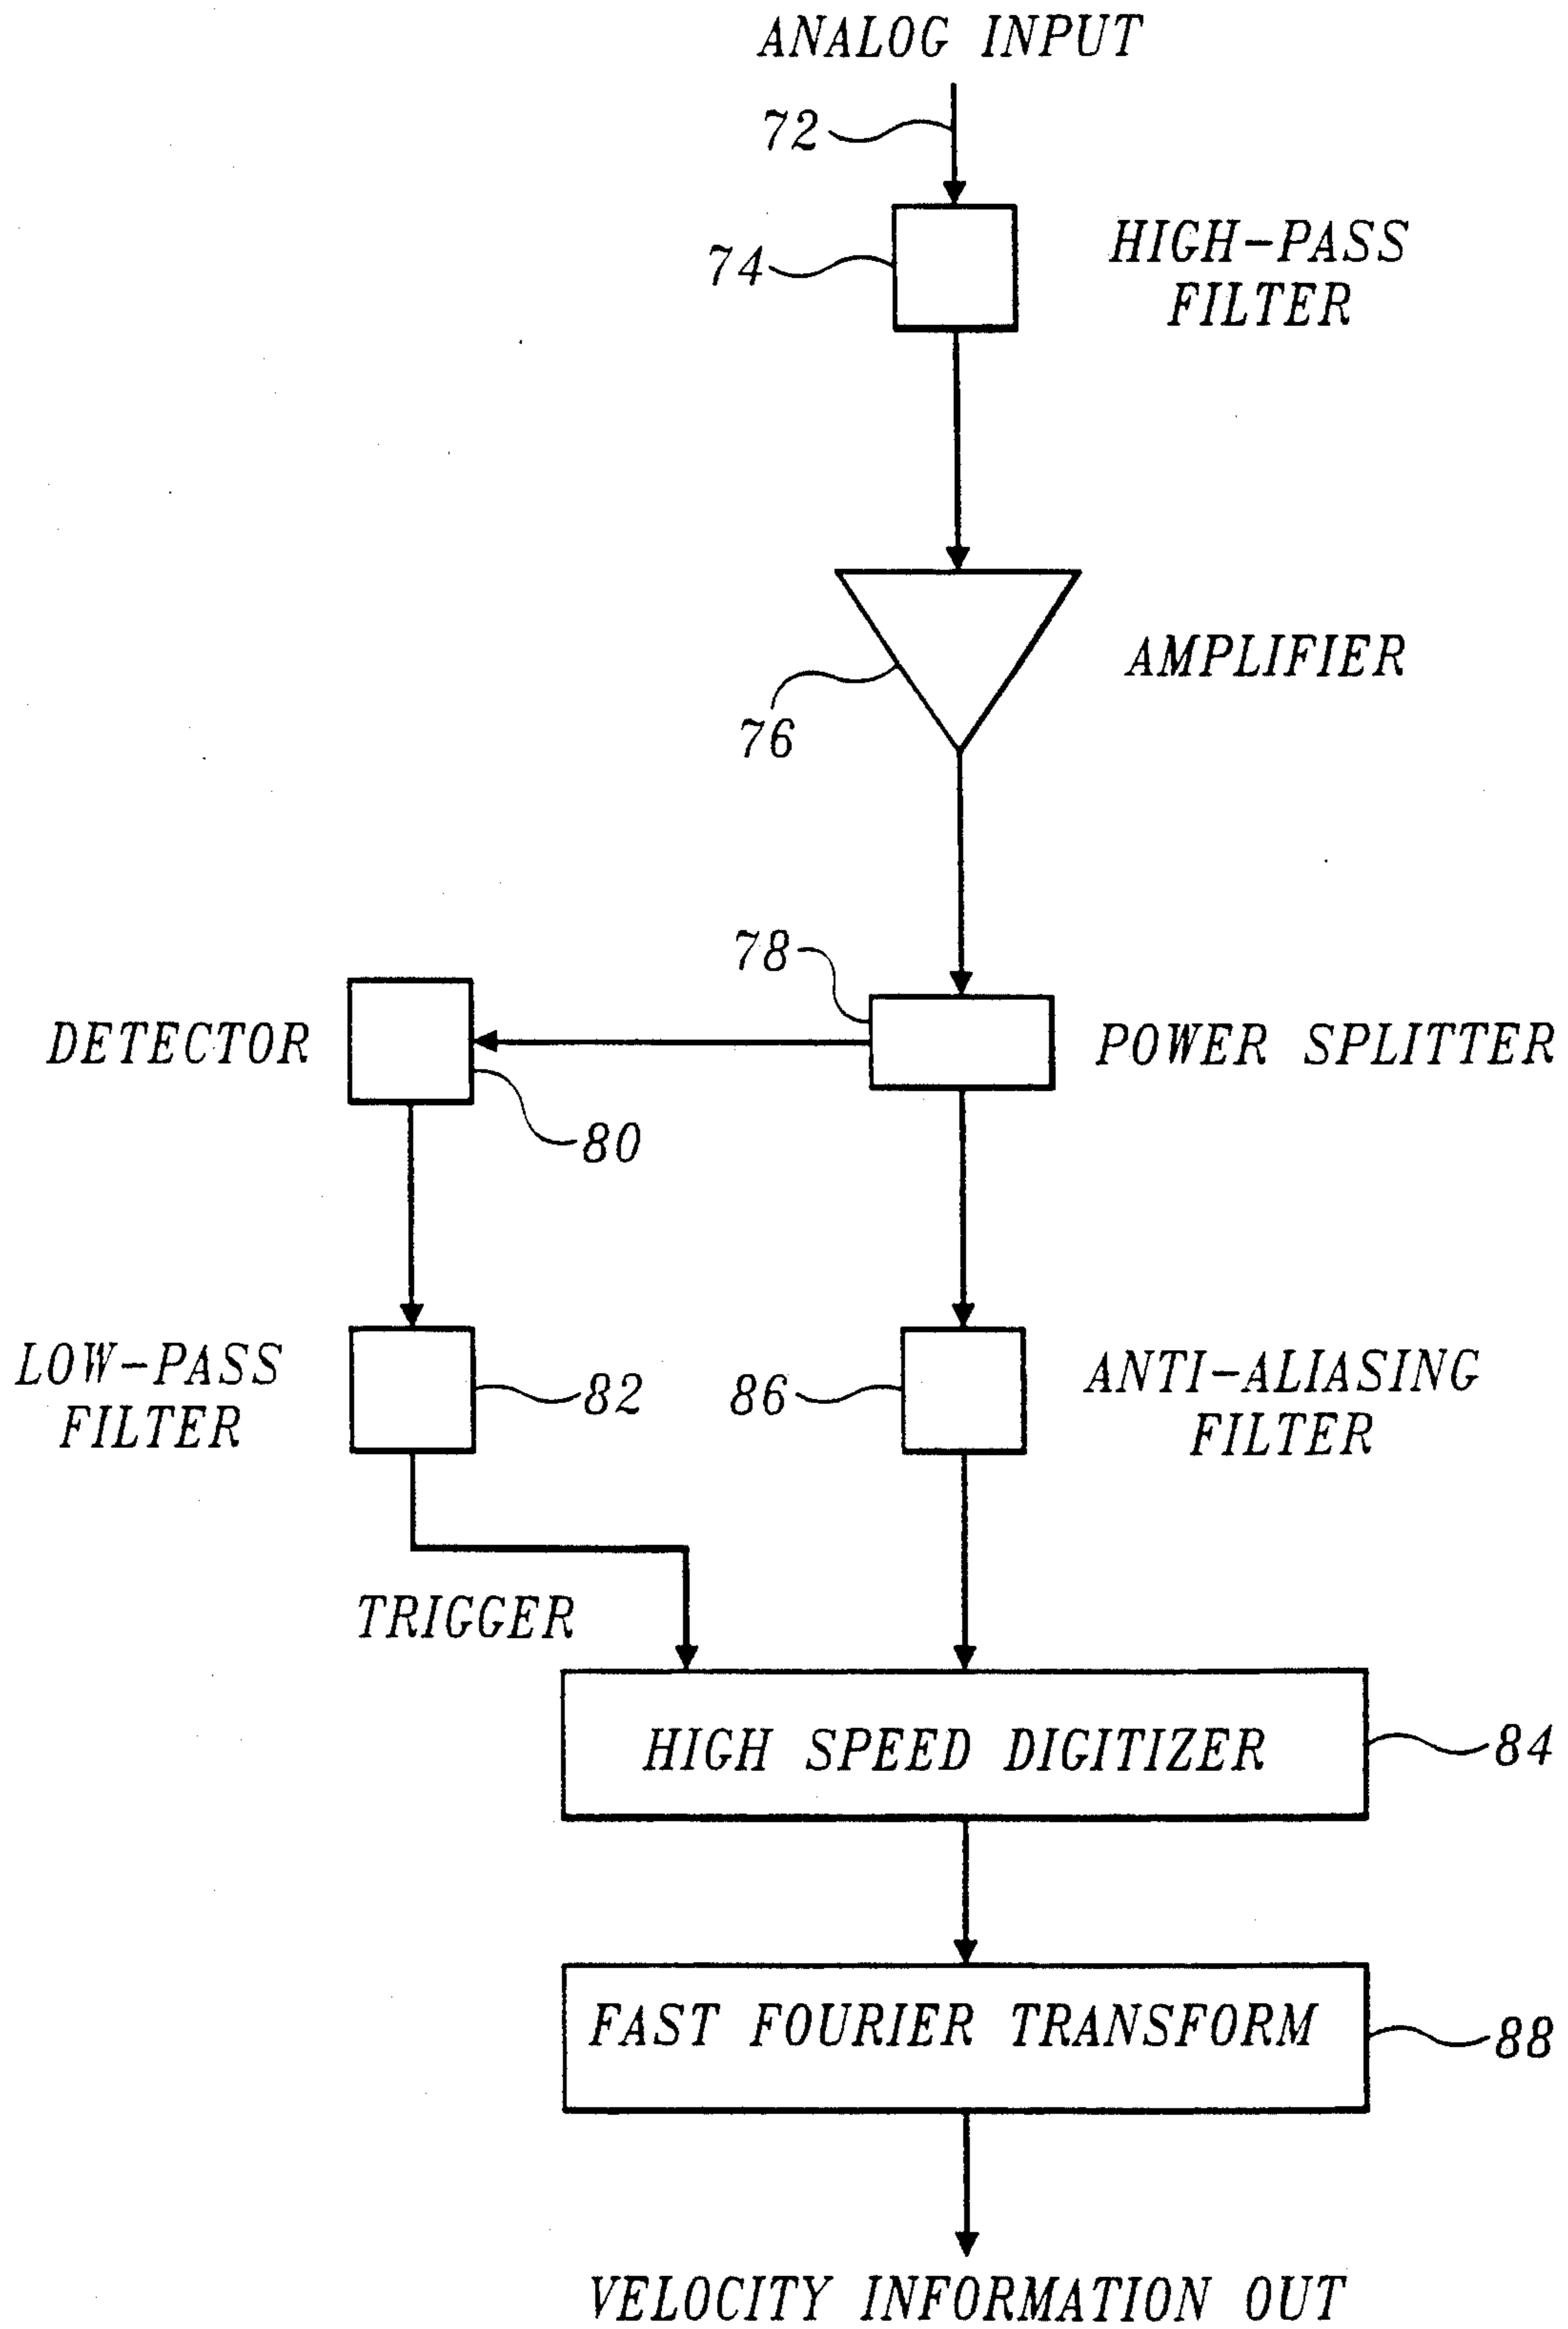 ANALOG INPUT
72
74
HIGH-PASS
FILTER
AMPLIFIER
76
78
DETECTOR
POWER SPLITTER
80
LOW-PASS
FILTER
82
86
ANTI-ALIASING
FILTER
TRIGGER
HIGH SPEED DIGITIZER
84
FAST FOURIER TRANSFORM
88
VELOCITY INFORMATION OUT